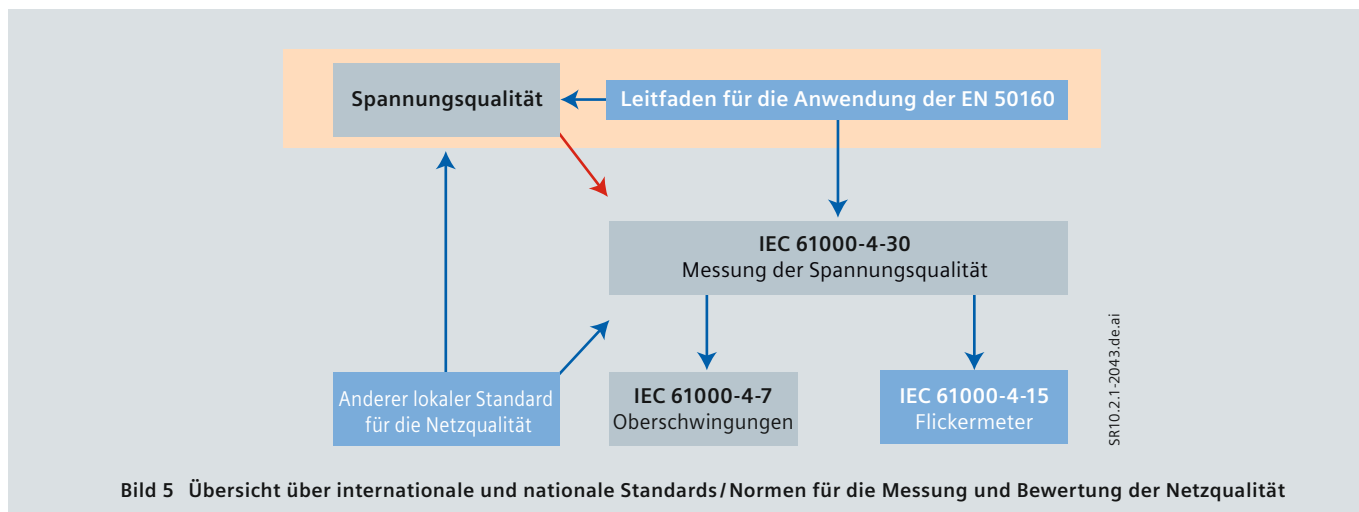 Spannungsqualität
Leitfaden für die Anwendung der EN 50160
IEC 61000-4-30
Messung der Spannungsqualität
Anderer lokaler Standard
für die Netzqualität
IEC 61000-4-7
Oberschwingungen
IEC 61000-4-15
Flickermeter
SR10.2.1-2043.de.ai
Bild 5 Übersicht über internationale und nationale Standards/Normen für die Messung und Bewertung der Netzqualität